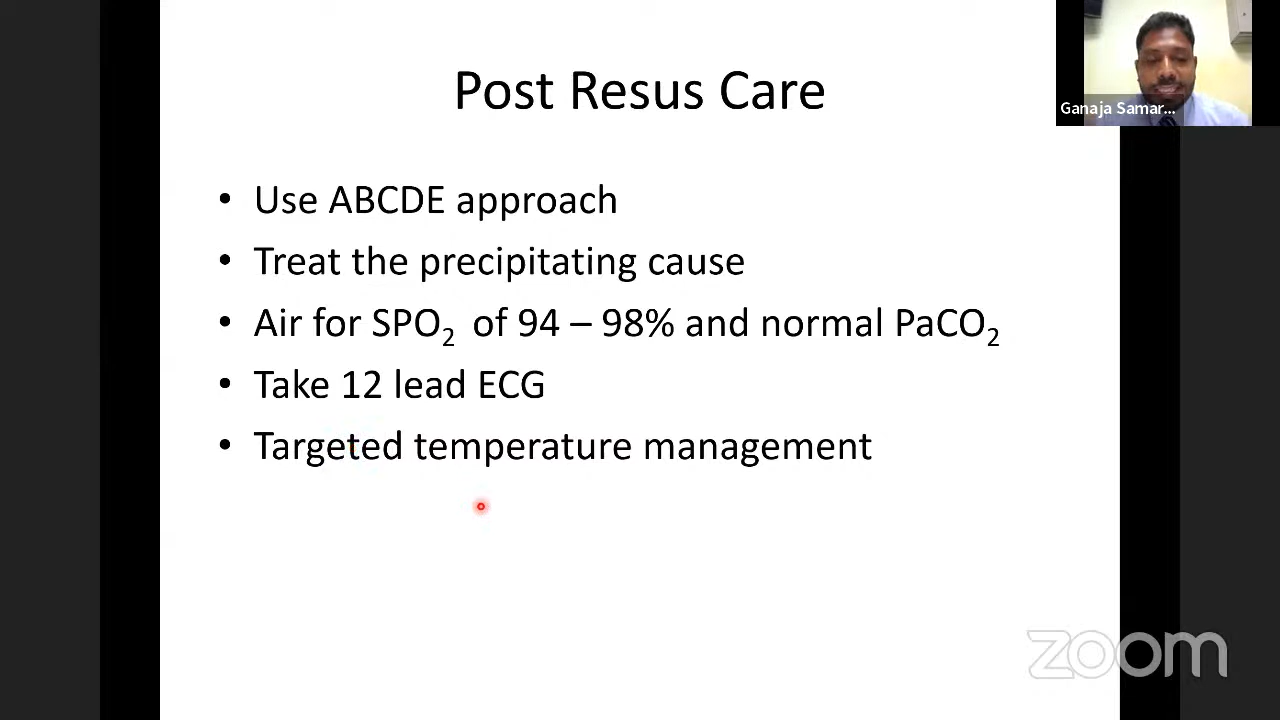 Post Resus Care
Ganaja Samar...
• Use ABCDE approach
• Treat the precipitating cause
• Air for SPO₂ of 94 – 98% and normal PaCO₂
• Take 12 lead ECG
• Targeted temperature management
zoom